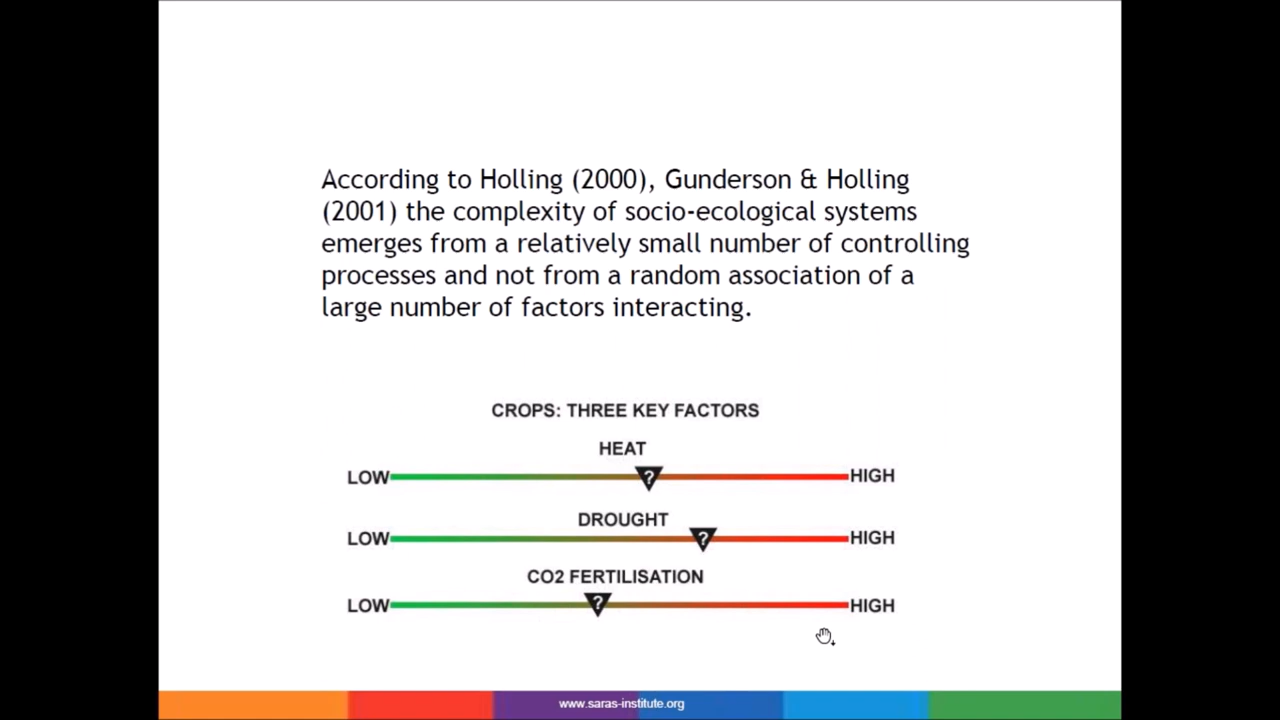 According to Holling (2000), Gunderson & Holling
(2001) the complexity of socio-ecological systems
emerges from a relatively small number of controlling
processes and not from a random association of a
large number of factors interacting.
CROPS: THREE KEY FACTORS
HEAT
LOW ? HIGH
DROUGHT
LOW ? HIGH
CO2 FERTILISATION
LOW ? HIGH
www.saras-institute.org